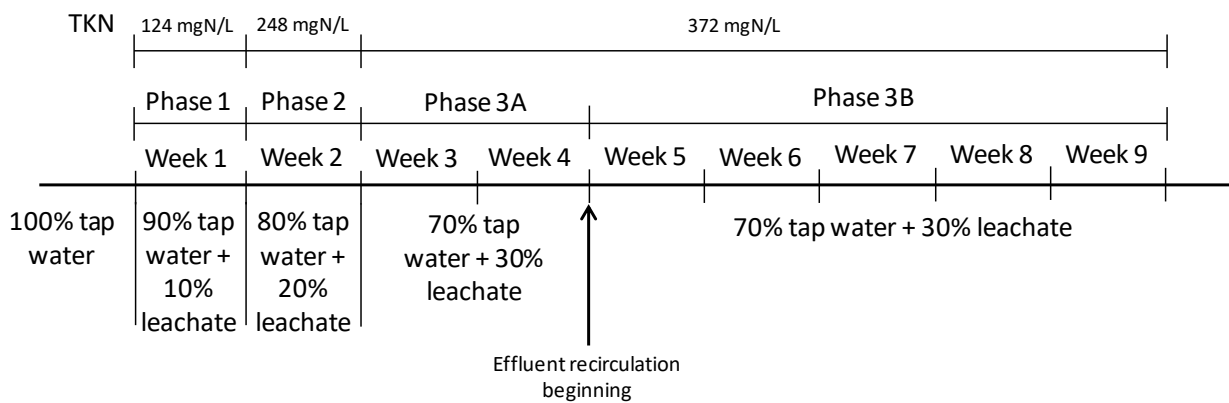 TKN
124 mgN/L
248 mgN/L
372 mgN/L
Phase 1
Phase 2
Phase 3A
Phase 3B
Week 1
Week 2
Week 3
Week 4
Week 5
Week 6
Week 7
Week 8
Week 9
100% tap
water
90% tap
water +
10%
leachate
80% tap
water +
20%
leachate
70% tap
water + 30%
leachate
70% tap water + 30% leachate
Effluent recirculation
beginning